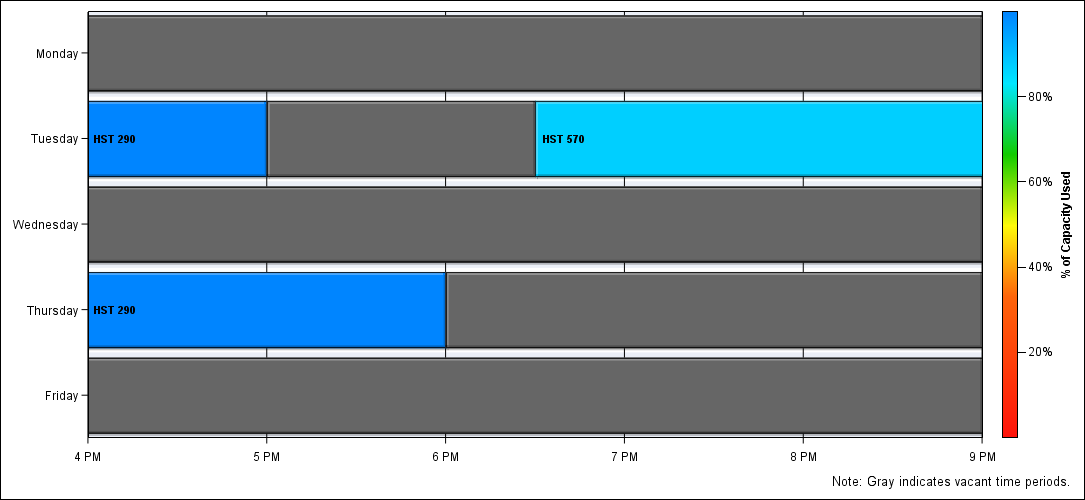 Monday
Tuesday
HST 290
HST 570
Wednesday
Thursday
HST 290
Friday
4 PM
5 PM
6 PM
7 PM
8 PM
9 PM
80%
60%
40%
20%
% of Capacity Used
Note: Gray indicates vacant time periods.